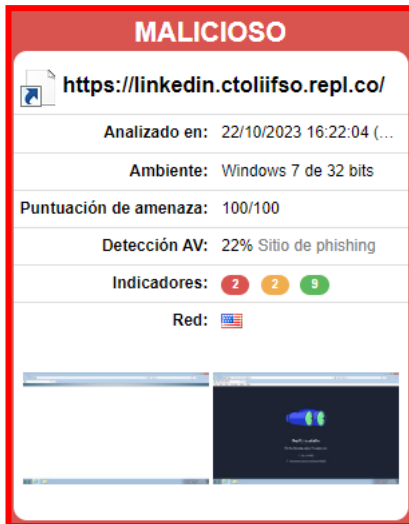 MALICIOSO
https://linkedin.ctoliifso.repl.co/
Analizado en: 22/10/2023 16:22:04 (...
Ambiente: Windows 7 de 32 bits
Puntuación de amenaza: 100/100
Detección AV: 22% Sitio de phishing
Indicadores: 2 2 9
Red: